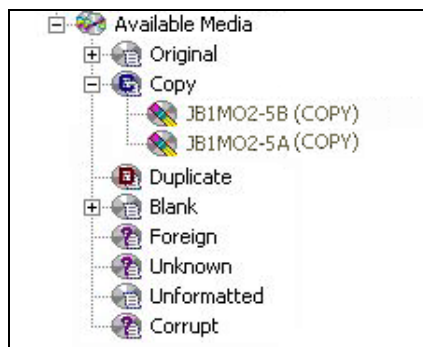 Available Media
Original
Copy
JB1MO2-5B (COPY)
JB1MO2-5A (COPY)
Duplicate
Blank
Foreign
Unknown
Unformatted
Corrupt